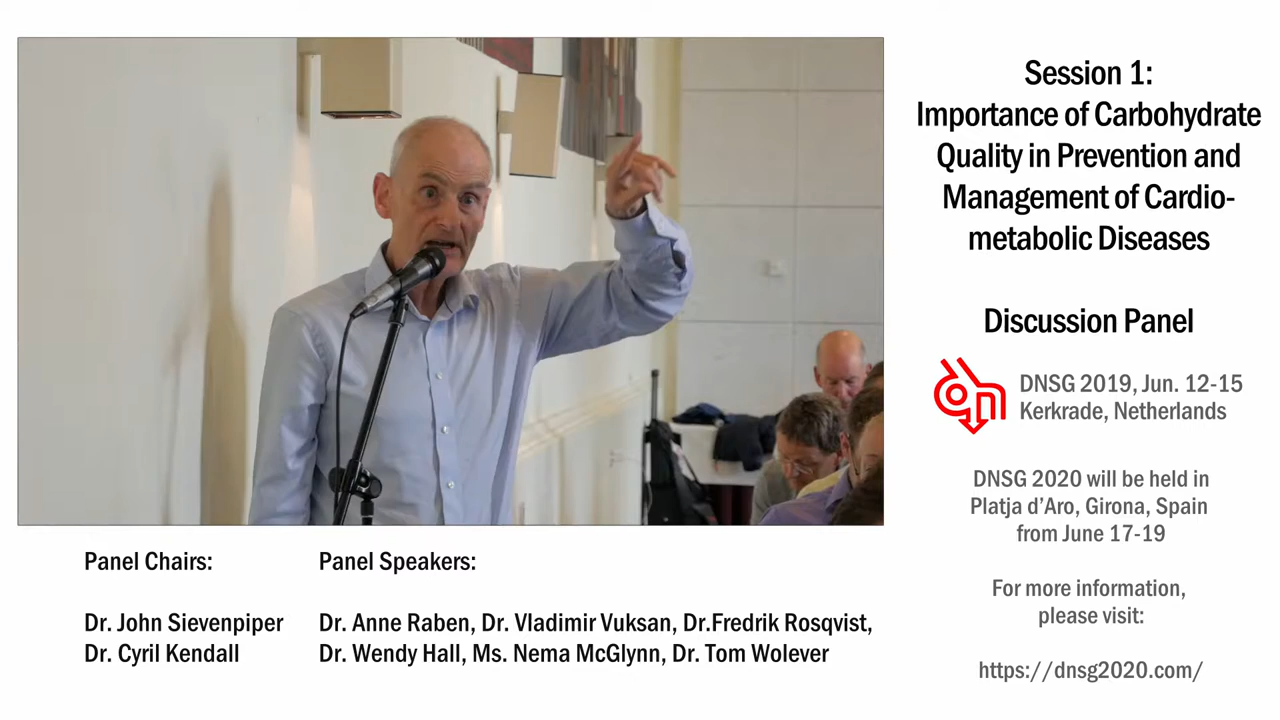 Session 1:
Importance of Carbohydrate
Quality in Prevention and
Management of Cardio-
metabolic Diseases
Discussion Panel
DNSG 2019, Jun. 12-15
Kerkrade, Netherlands
DNSG 2020 will be held in
Platja d’Aro, Girona, Spain
from June 17-19
For more information,
please visit:
https://dnsg2020.com/
Panel Chairs:
Dr. John Sievenpiper
Dr. Cyril Kendall
Panel Speakers:
Dr. Anne Raben, Dr. Vladimir Vuksan, Dr.Fredrik Rosqvist,
Dr. Wendy Hall, Ms. Nema McGlynn, Dr. Tom Wolever